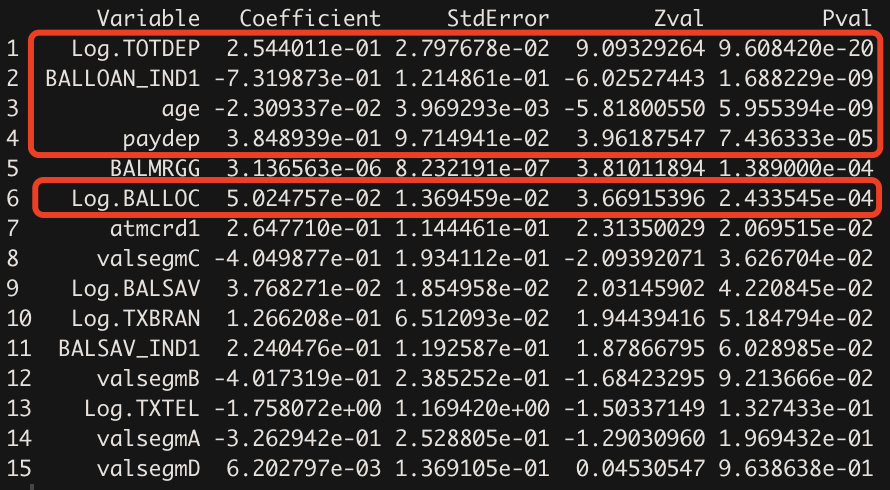 Variable Coefficient StdError Zval Pval
1 Log.TOTDEP 2.544011e-01 2.797678e-02 9.09329264 9.608420e-20
2 BALLOAN_IND1 -7.319873e-01 1.214861e-01 -6.02527443 1.688229e-09
3 age -2.309337e-02 3.969293e-03 -5.81800550 5.955394e-09
4 paydep 3.848939e-01 9.714941e-02 3.96187547 7.436333e-05
5 BALMRGG 3.136563e-06 8.232191e-07 3.81011894 1.389000e-04
6 Log.BALLOC 5.024757e-02 1.369459e-02 3.66915396 2.433545e-04
7 atmcrd1 2.647710e-01 1.144461e-01 2.31350029 2.069515e-02
8 valsegmC -4.049877e-01 1.934112e-01 -2.09392071 3.626704e-02
9 Log.BALSAV 3.768271e-02 1.854958e-02 2.03145902 4.220845e-02
10 Log.TXBRAN 1.266208e-01 6.512093e-02 1.94439416 5.184794e-02
11 BALSAV_IND1 2.240476e-01 1.192587e-01 1.87866795 6.028985e-02
12 valsegmB -4.017319e-01 2.385252e-01 -1.68423295 9.213666e-02
13 Log.TXTEL -1.758072e+00 1.169420e+00 -1.50337149 1.327433e-01
14 valsegmA -3.262942e-01 2.528805e-01 -1.29030960 1.969432e-01
15 valsegmD 6.202797e-03 1.369105e-01 0.04530547 9.638638e-01